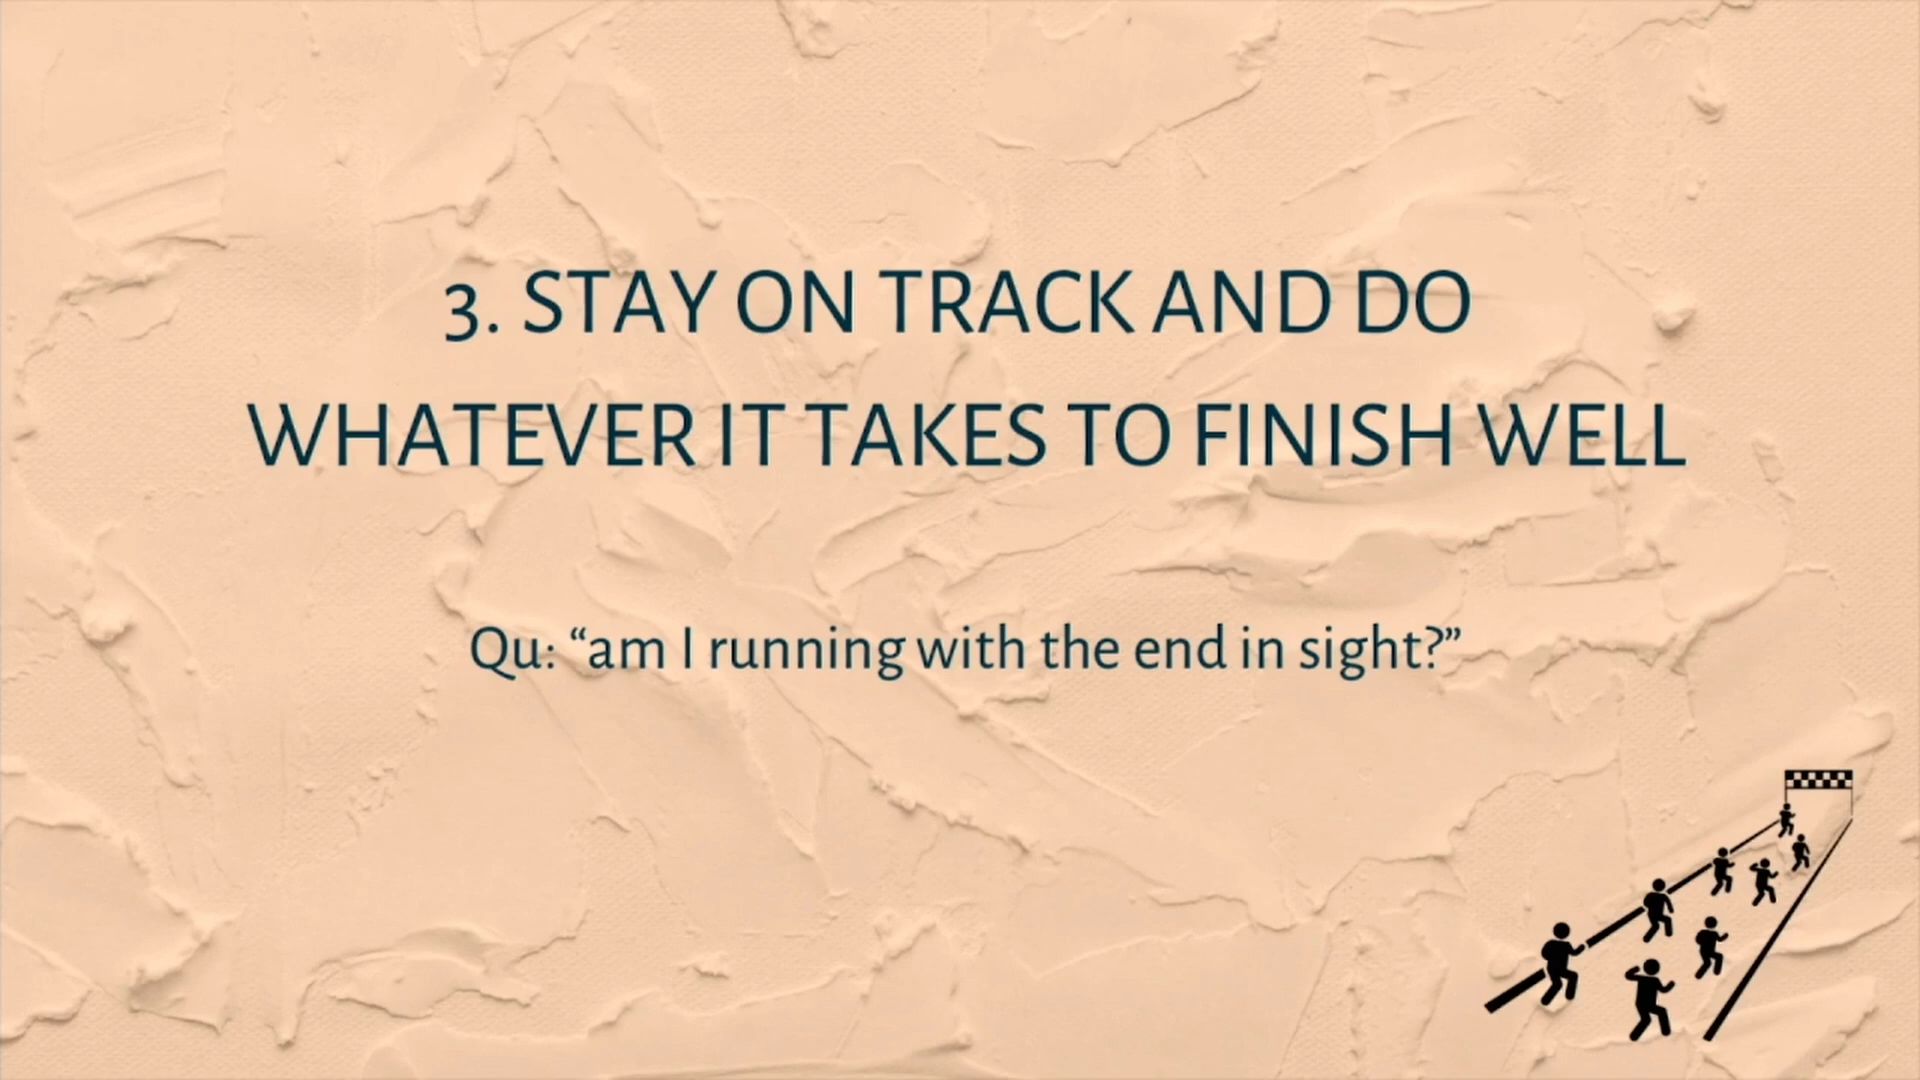 3. STAY ON TRACK AND DO
WHATEVER IT TAKES TO FINISH WELL
Qu: “am I running with the end in sight?”